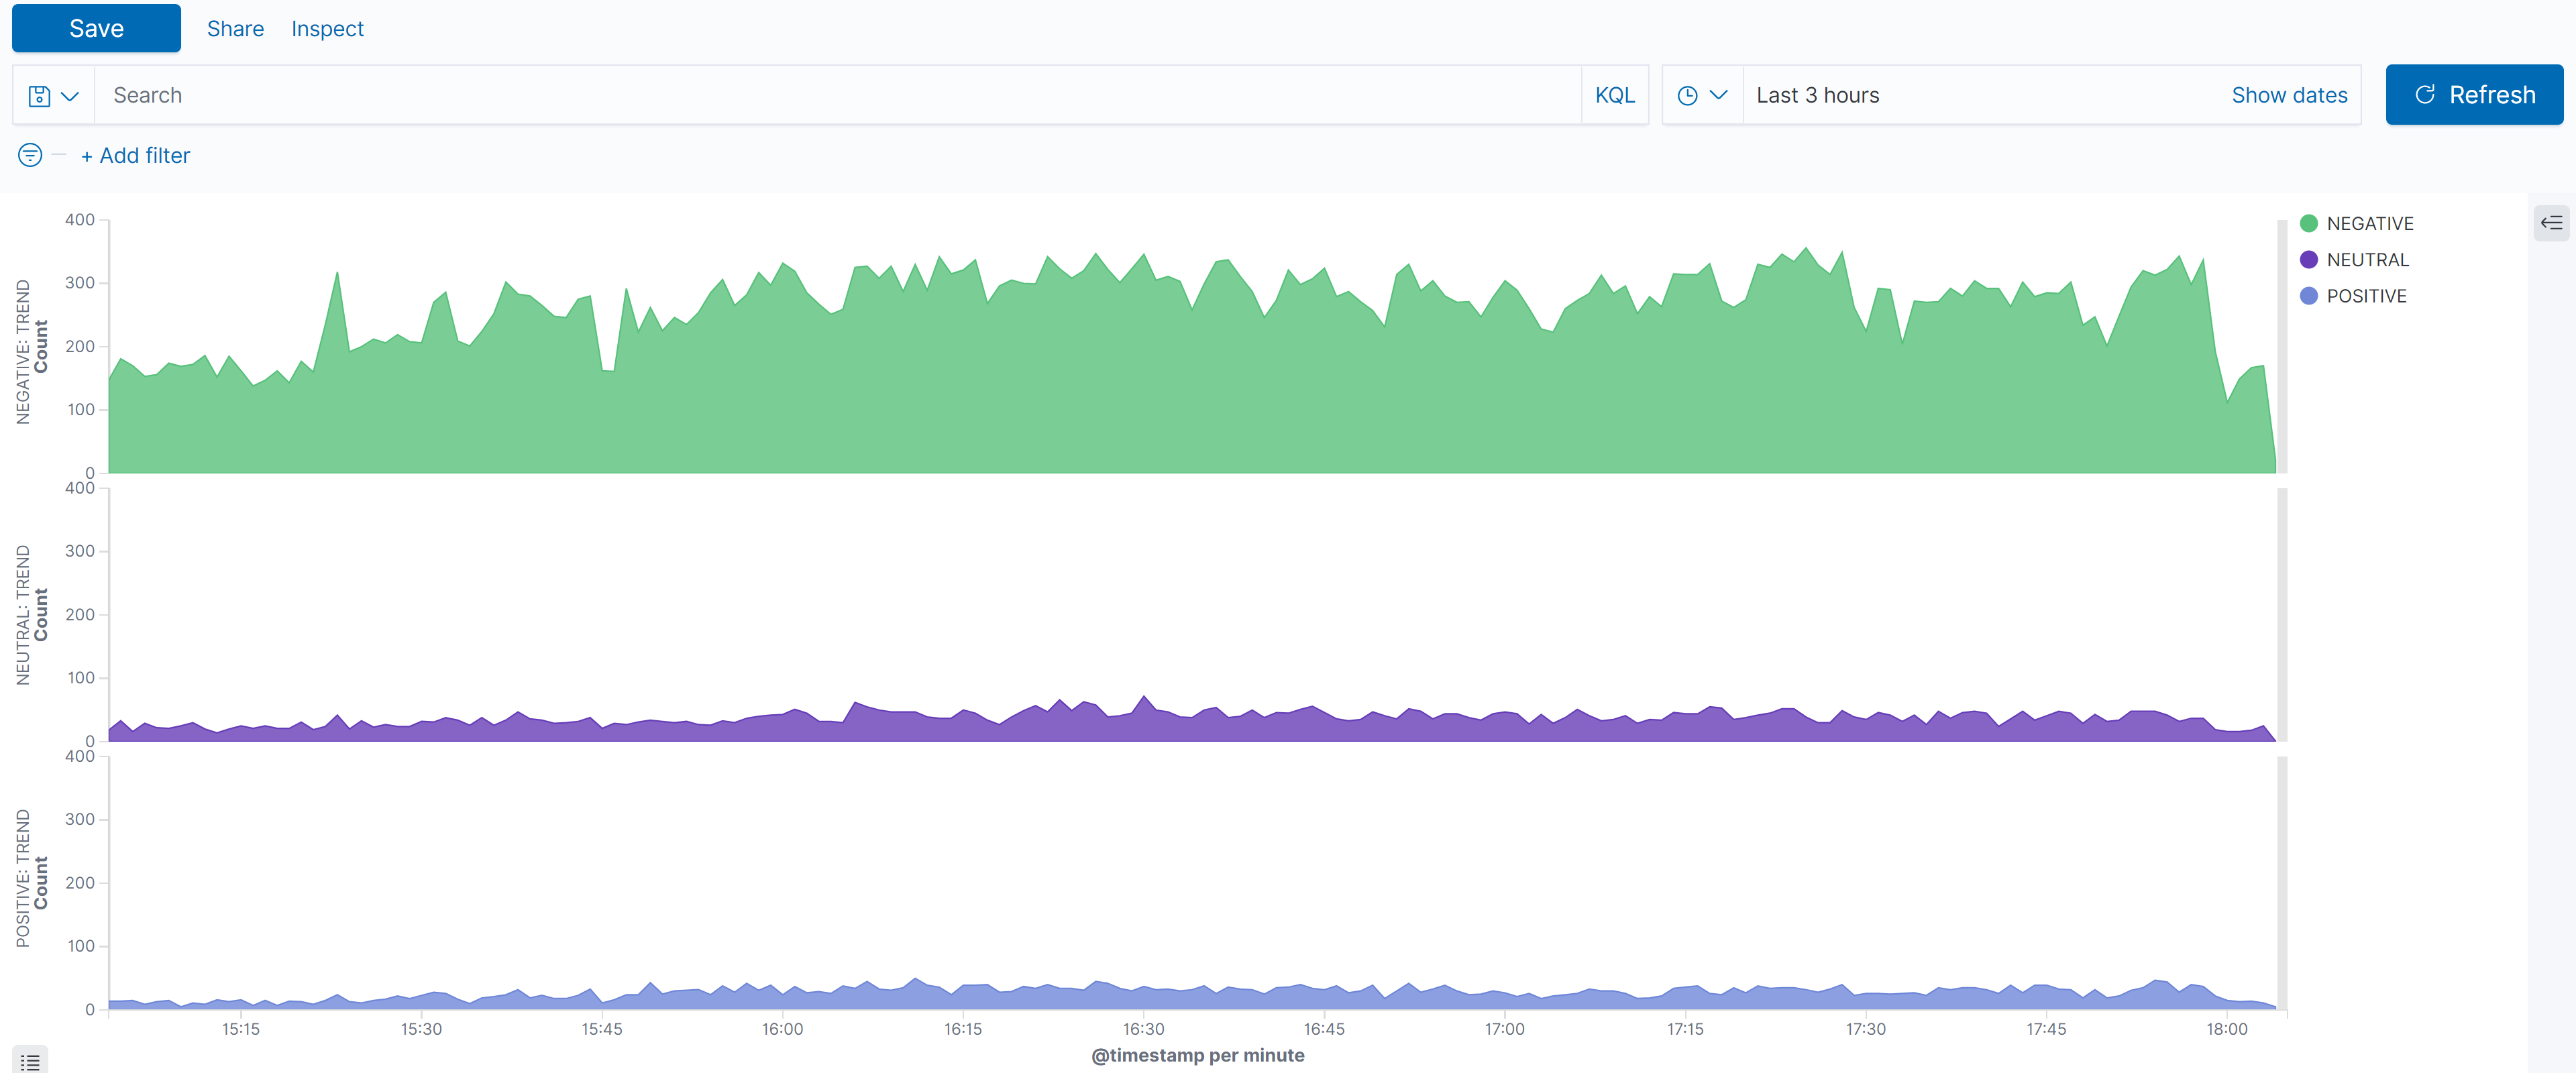 Save Share Inspect
Search KQL Last 3 hours Show dates Refresh
+ Add filter
NEGATIVE: TREND
Count
400
300
200
100
0
NEGATIVE
NEUTRAL
POSITIVE
NEUTRAL: TREND
Count
400
300
200
100
0
POSITIVE: TREND
Count
400
300
200
100
0
15:15 15:30 15:45 16:00 16:15 16:30 16:45 17:00 17:15 17:30 17:45 18:00
@timestamp per minute